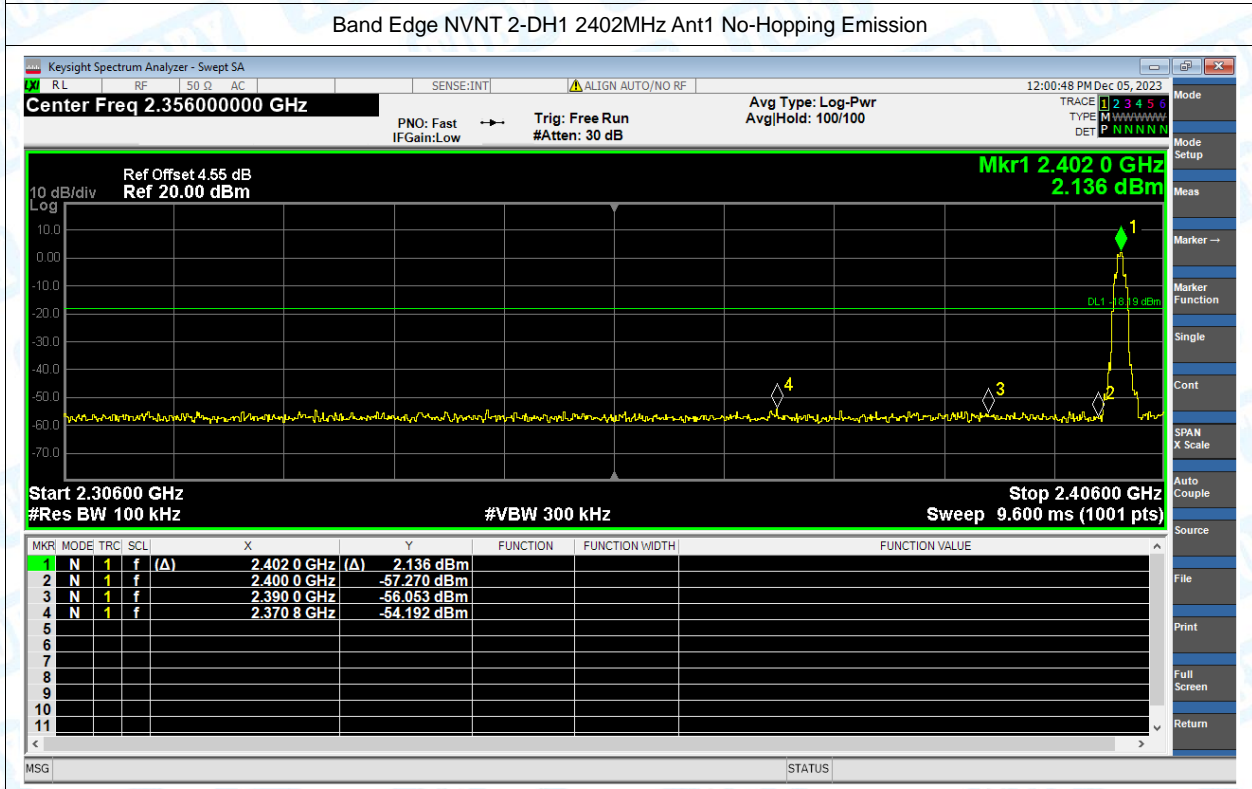 Band Edge NVNT 2-DH1 2402MHz Ant1 No-Hopping Emission
Keysight Spectrum Analyzer - Swept SA
LXI RL RF 50 Ω AC SENSE:INT ALIGN AUTO/NO RF 12:00:48 PM Dec 05, 2023
Center Freq 2.356000000 GHz
PNO: Fast
IFGain:Low
Trig: Free Run
#Atten: 30 dB
Avg Type: Log-Pwr
Avg|Hold: 100/100
TRACE 1 2 3 4 5 6
TYPE M WWWWW
DET P N N N N N
Ref Offset 4.55 dB
10 dB/div Ref 20.00 dBm
Log
Mkr1 2.402 0 GHz
2.136 dBm
10.0
0.00
-10.0
-20.0
-30.0
-40.0
-50.0
-60.0
-70.0
1
DL1 -18.19 dBm
4
3
2
Start 2.30600 GHz Stop 2.40600 GHz
#Res BW 100 kHz #VBW 300 kHz Sweep 9.600 ms (1001 pts)
MKR MODE TRC SCL X Y FUNCTION FUNCTION WIDTH FUNCTION VALUE
1 N 1 f (Δ) 2.402 0 GHz (Δ) 2.136 dBm
2 N 1 f 2.400 0 GHz -57.270 dBm
3 N 1 f 2.390 0 GHz -56.053 dBm
4 N 1 f 2.370 8 GHz -54.192 dBm
5
6
7
8
9
10
11
MSG STATUS
Mode
Mode
Setup
Meas
Marker →
Marker
Function
Single
Cont
SPAN
X Scale
Auto
Couple
Source
File
Print
Full
Screen
Return